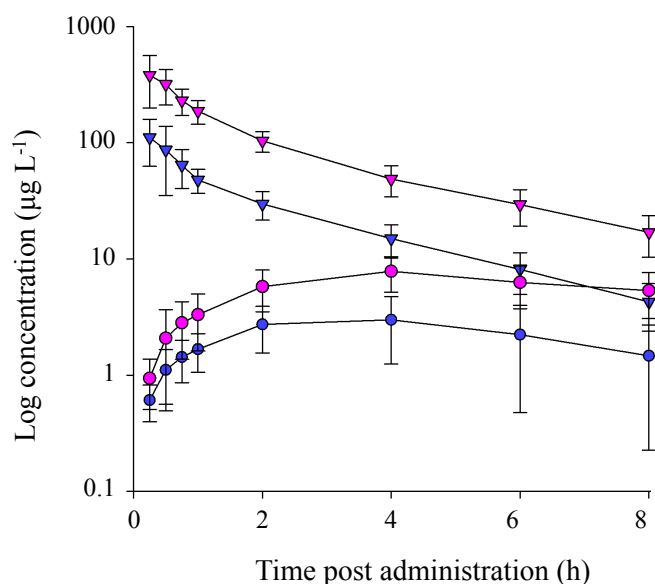 1000
100
10
1
0.1
Log concentration (µg L⁻¹)
0 2 4 6 8
Time post administration (h)